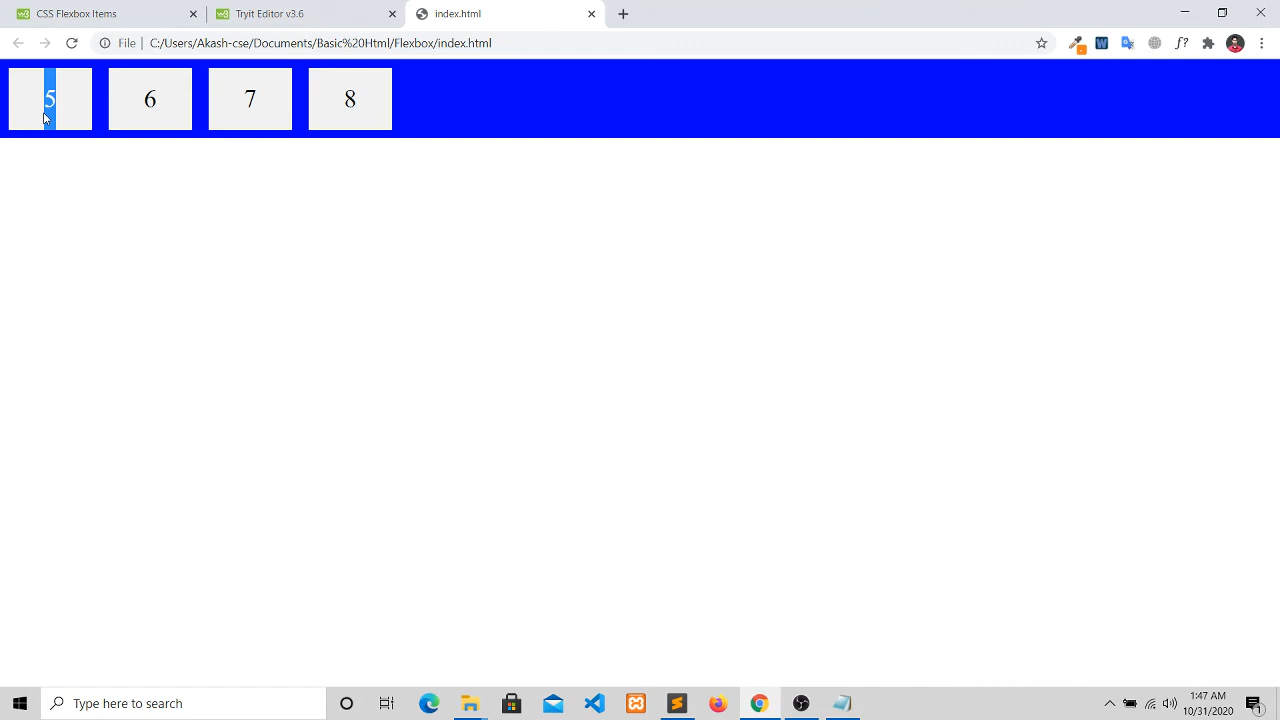 CSS Flexbox Items
Tryit Editor v3.6
index.html
File | C:/Users/Akash-cse/Documents/Basic%20Html/Flexbox/index.html
5 6 7 8
Type here to search
1:47 AM
10/31/2020